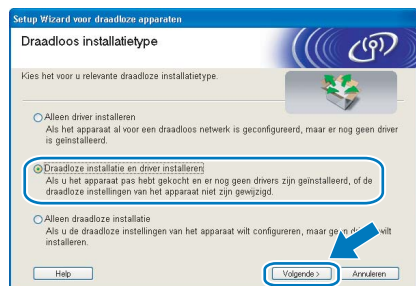 Setup Wizard voor draadloze apparaten
Draadloos installatietype
Kies het voor u relevante draadloze installatietype.
Alleen driver installeren
Als het apparaat al voor een draadloos netwerk is geconfigureerd, maar er nog geen driver
is geïnstalleerd.
Draadloze installatie en driver installeren
Als u het apparaat pas hebt gekocht en er nog geen drivers zijn geïnstalleerd, of de
draadloze instellingen van het apparaat niet zijn gewijzigd.
Alleen draadloze installatie
Als u de draadloze instellingen van het apparaat wilt configureren, maar geen wilt
installeren.
Help
Volgende >
Annuleren